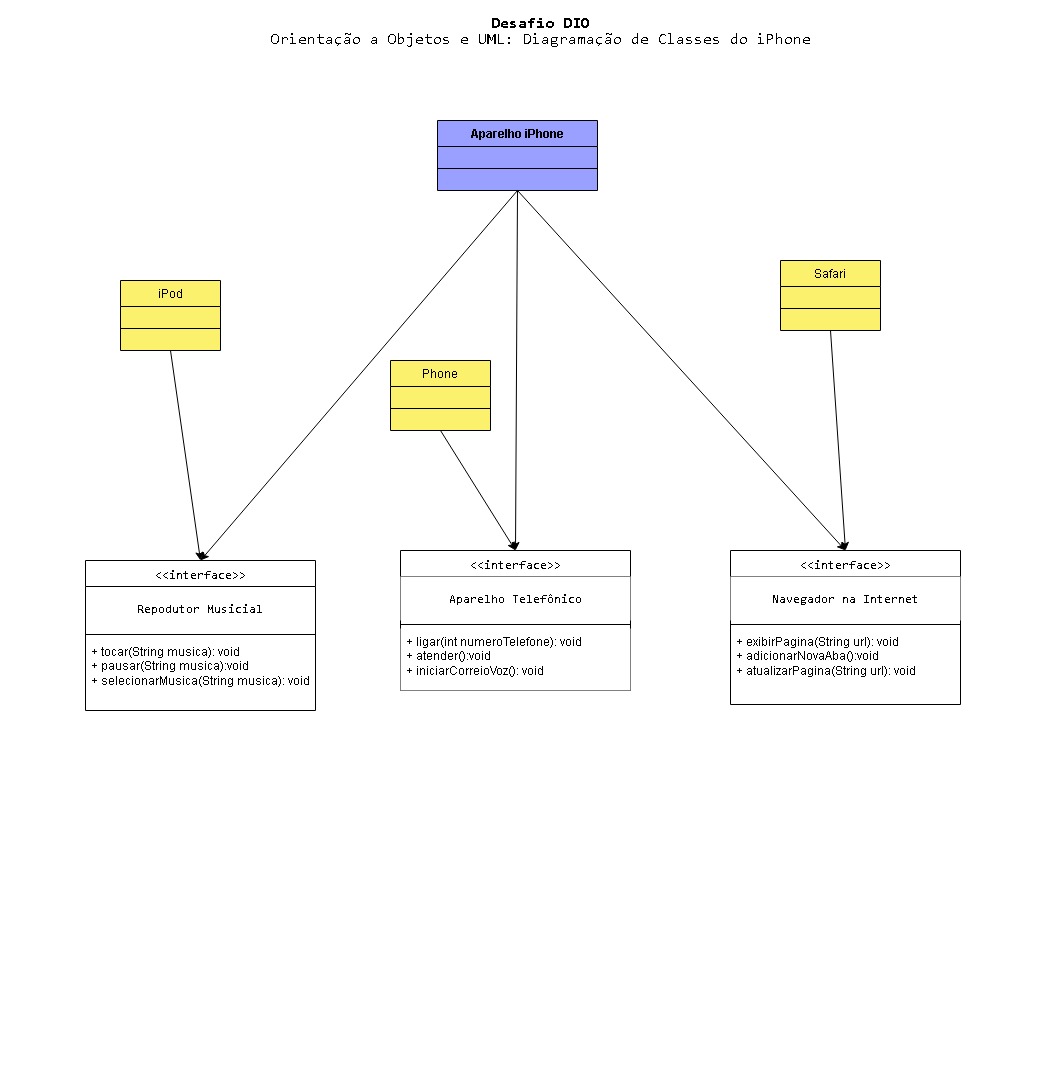 Desafio DIO
Orientação a Objetos e UML: Diagramação de Classes do iPhone
Aparelho iPhone
Safari
iPod
Phone
<<interface>>
Repodutor Musicial
+ tocar(String musica): void
+ pausar(String musica):void
+ selecionarMusica(String musica): void
<<interface>>
Aparelho Telefônico
+ ligar(int numeroTelefone): void
+ atender():void
+ iniciarCorreioVoz(): void
<<interface>>
Navegador na Internet
+ exibirPagina(String url): void
+ adicionarNovaAba():void
+ atualizarPagina(String url): void